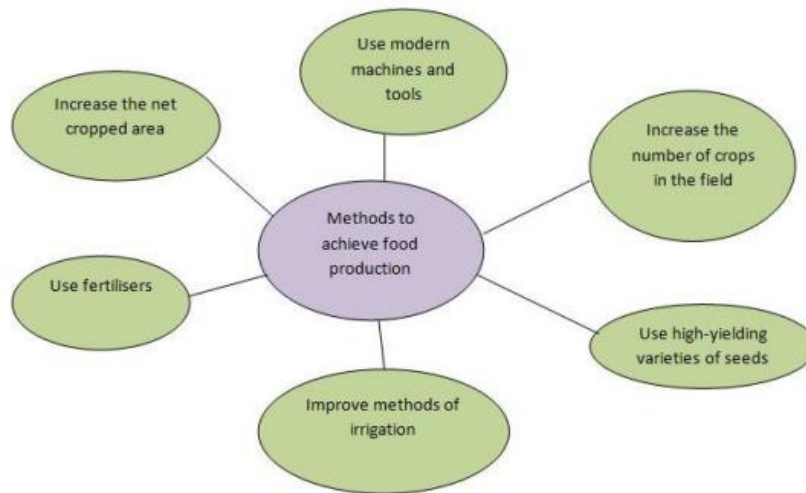 Use modern
machines and
tools
Increase the net
cropped area
Increase the
number of crops
in the field
Methods to
achieve food
production
Use fertilisers
Use high-yielding
varieties of seeds
Improve methods of
irrigation